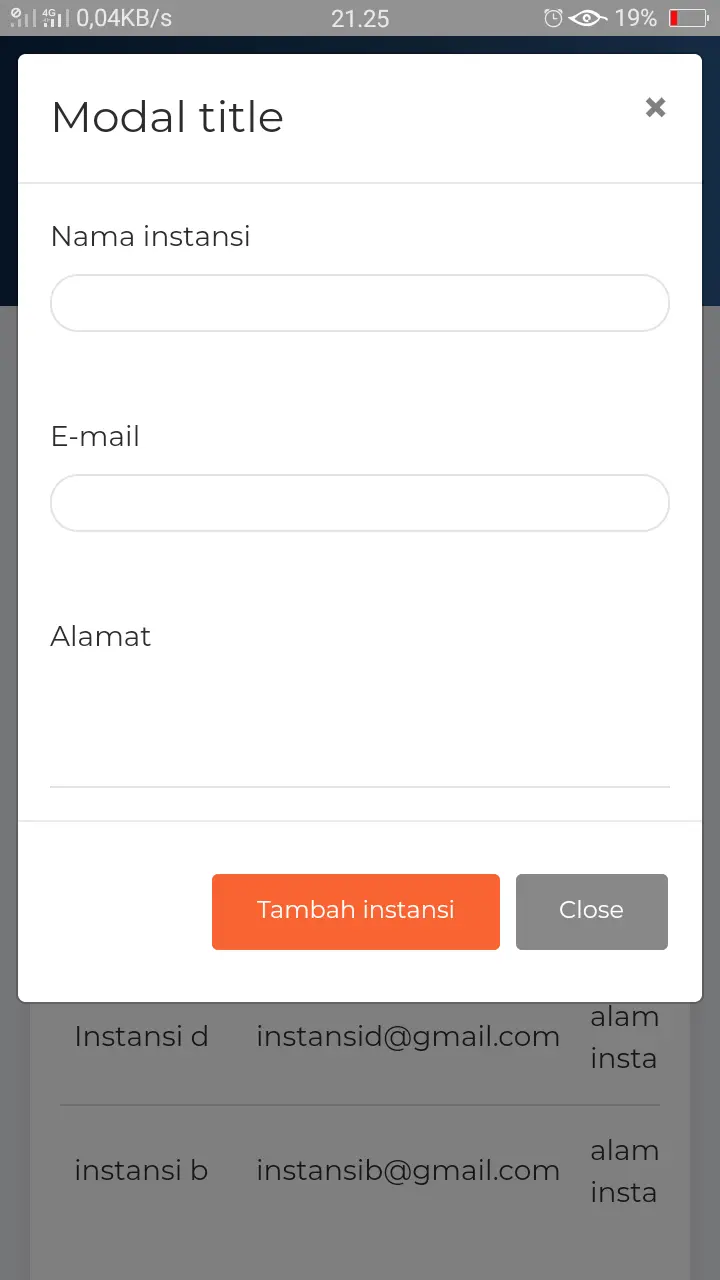 4G 0,04KB/s 21.25 19%
Modal title ×
Nama instansi
E-mail
Alamat
Tambah instansi Close
alam
Instansi d instansid@gmail.com
insta
alam
instansi b instansib@gmail.com
insta